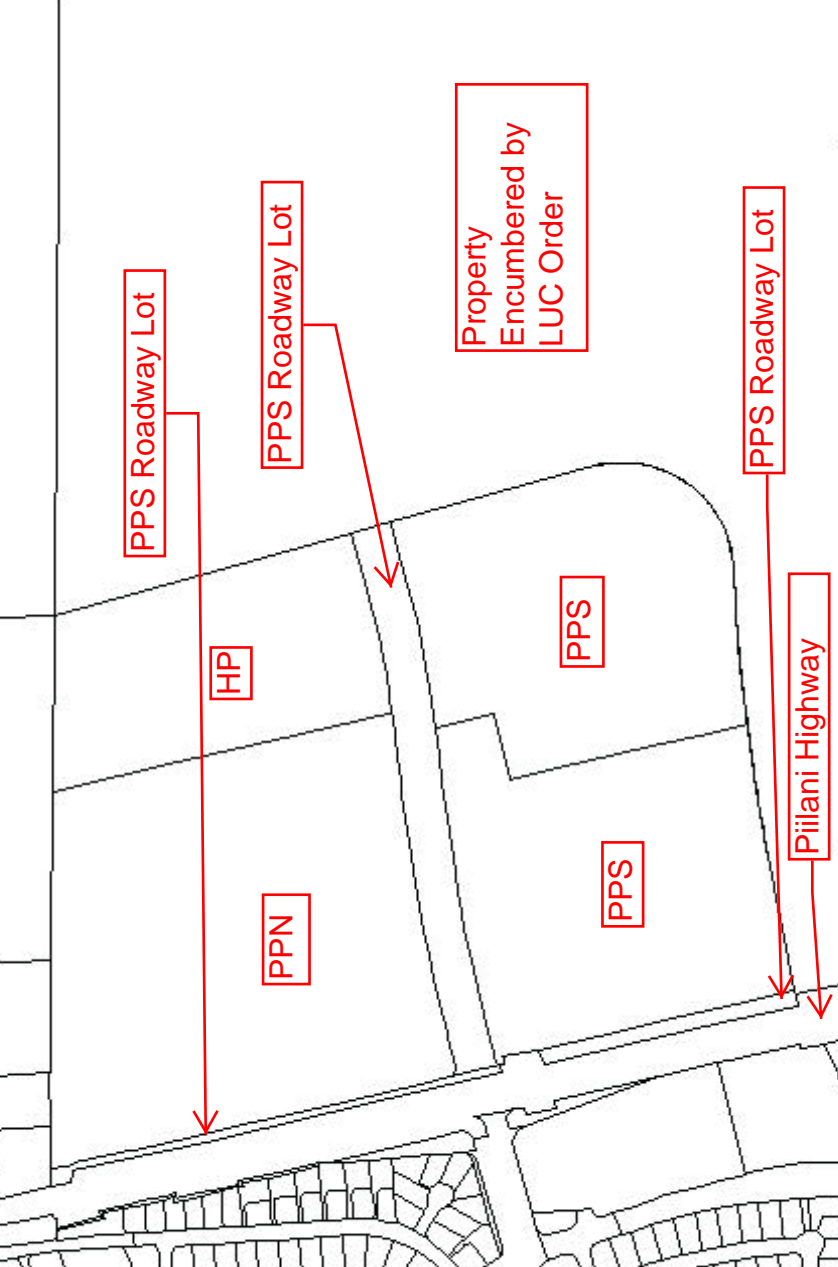 PPS Roadway Lot
PPS Roadway Lot
Property
Encumbered by
LUC Order
PPS Roadway Lot
HP
PPS
Piilani Highway
PPN
PPS